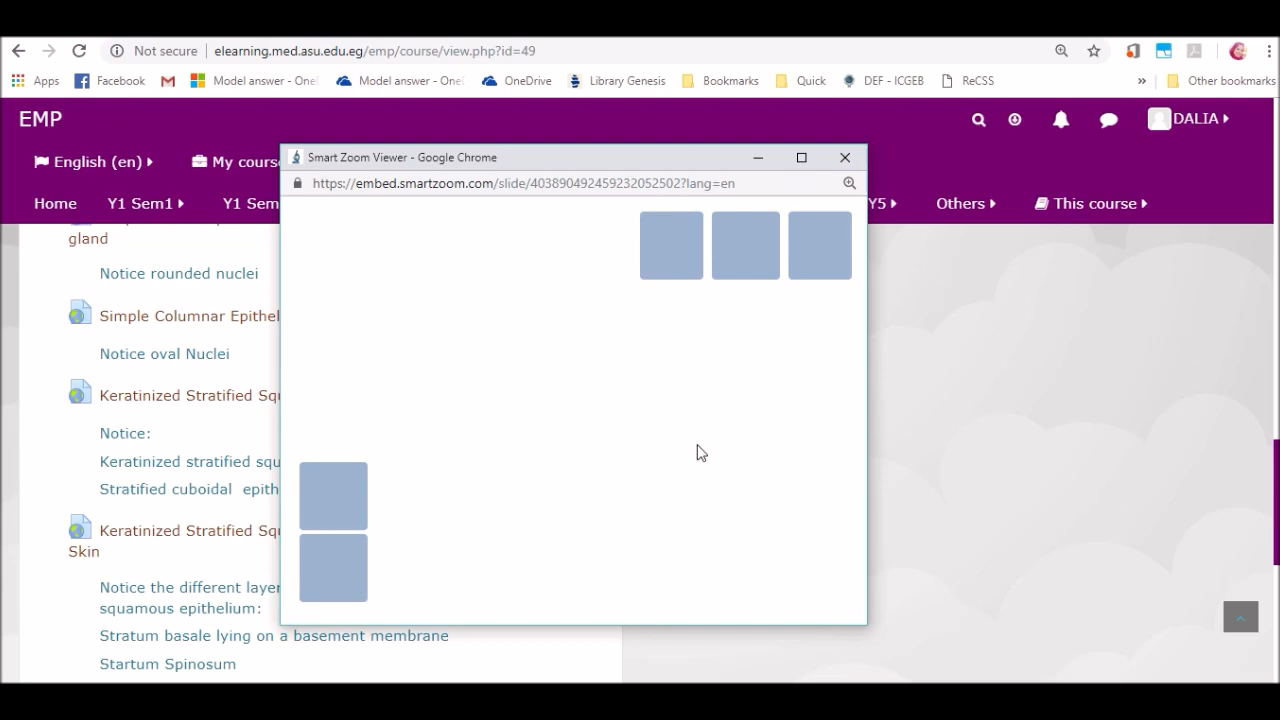 Not secure elearning.med.asu.edu.eg/emp/course/view.php?id=49
Apps Facebook Model answer - One Model answer - One OneDrive Library Genesis Bookmarks Quick DEF - ICGEB ReCSS » Other bookmarks
EMP
DALIA
English (en) My cours
Home Y1 Sem1 Y1 Sem Y5 Others This course
Smart Zoom Viewer - Google Chrome
https://embed.smartzoom.com/slide/403890492459232052502?lang=en
gland
Notice rounded nuclei
Simple Columnar Epithel
Notice oval Nuclei
Keratinized Stratified Squ
Notice:
Keratinized stratified squ
Stratified cuboidal epith
Keratinized Stratified Squ
Skin
Notice the different layer
squamous epithelium:
Stratum basale lying on a basement membrane
Startum Spinosum